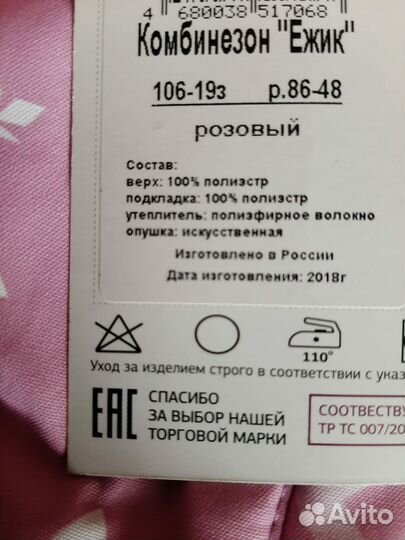 4 680038 517068
Комбинезон "Ежик"
106-19з р.86-48
розовый
Состав:
верх: 100% полиэстр
подкладка: 100% полиэстр
утеплитель: полиэфирное волокно
опушка: искусственная
Изготовлено в России
Дата изготовления: 2018г
110°
Уход за изделием строго в соответствии с указ
ЕАС
СПАСИБО
ЗА ВЫБОР НАШЕЙ
ТОРГОВОЙ МАРКИ
СООТВЕСТВУ
ТР ТС 007/20
Avito